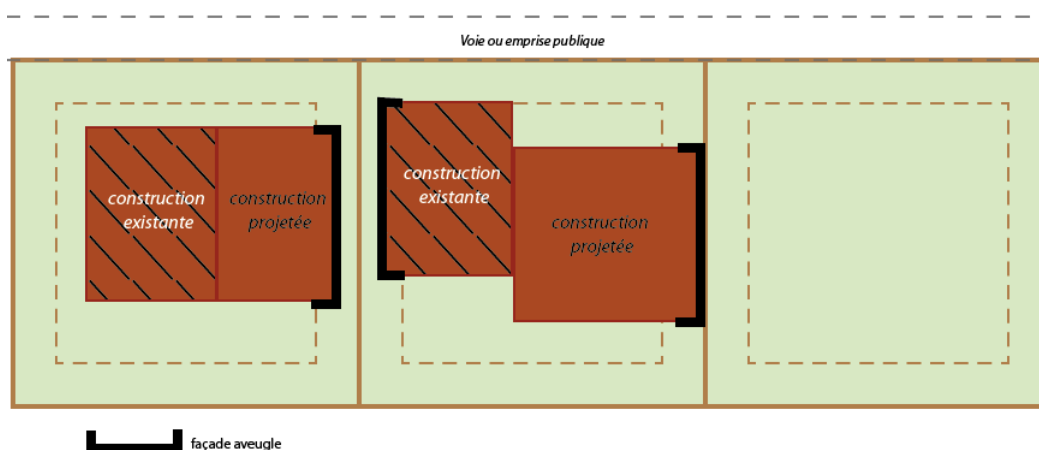 Voie ou emprise publique
construction
existante
construction
projetée
construction
existante
construction
projetée
façade aveugle